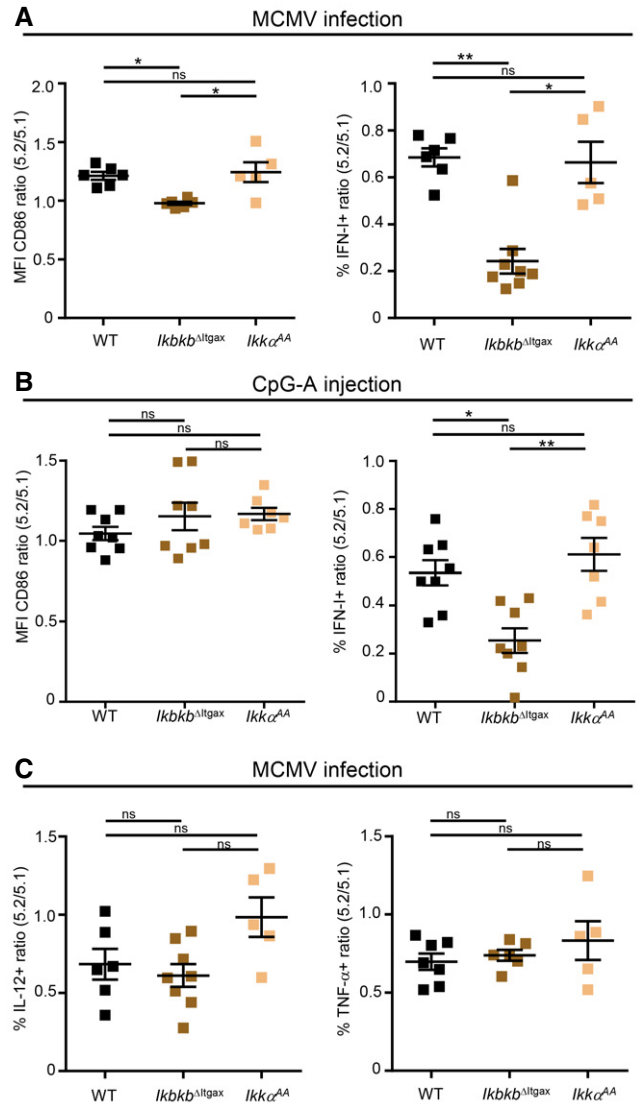 A
MCMV infection
*
ns
*
2.0
1.5
1.0
0.5
0
MFI CD86 ratio (5.2/5.1)
WT Ikbkb^ΔItgax Ikkα^AA
**
ns
*
1.0
0.8
0.6
0.4
0.2
0
% IFN-I+ ratio (5.2/5.1)
WT Ikbkb^ΔItgax Ikkα^AA
B
CpG-A injection
ns
ns
ns
1.5
1.0
0.5
0
MFI CD86 ratio (5.2/5.1)
WT Ikbkb^ΔItgax Ikkα^AA
*
ns
**
1.0
0.8
0.6
0.4
0.2
0
% IFN-I+ ratio (5.2/5.1)
WT Ikbkb^ΔItgax Ikkα^AA
C
MCMV infection
ns
ns
ns
1.5
1.0
0.5
0
% IL-12+ ratio (5.2/5.1)
WT Ikbkb^ΔItgax Ikkα^AA
ns
ns
ns
1.5
1.0
0.5
0
% TNF-α+ ratio (5.2/5.1)
WT Ikbkb^ΔItgax Ikkα^AA